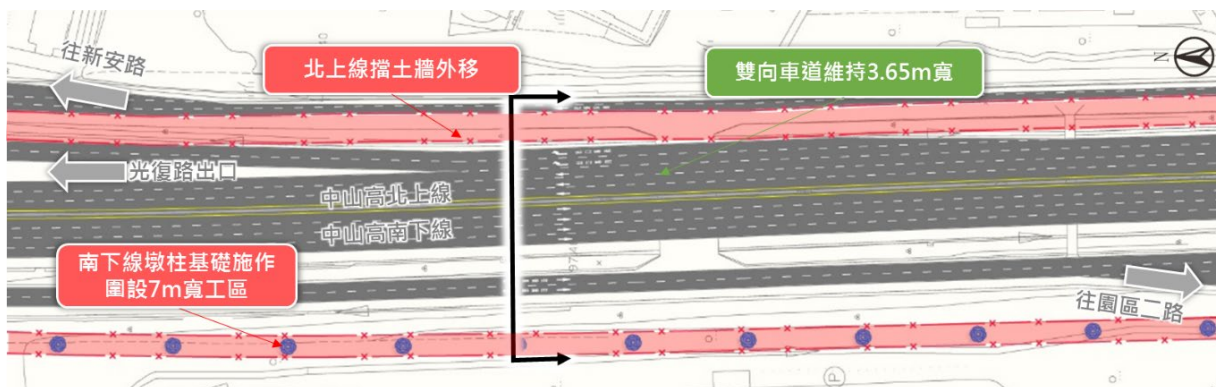 往新安路
北上線擋土牆外移
雙向車道維持3.65m寬
N
光復路出口
中山高北上線
中山高南下線
南下線墩柱基礎施作
圍設7m寬工區
往園區二路
P